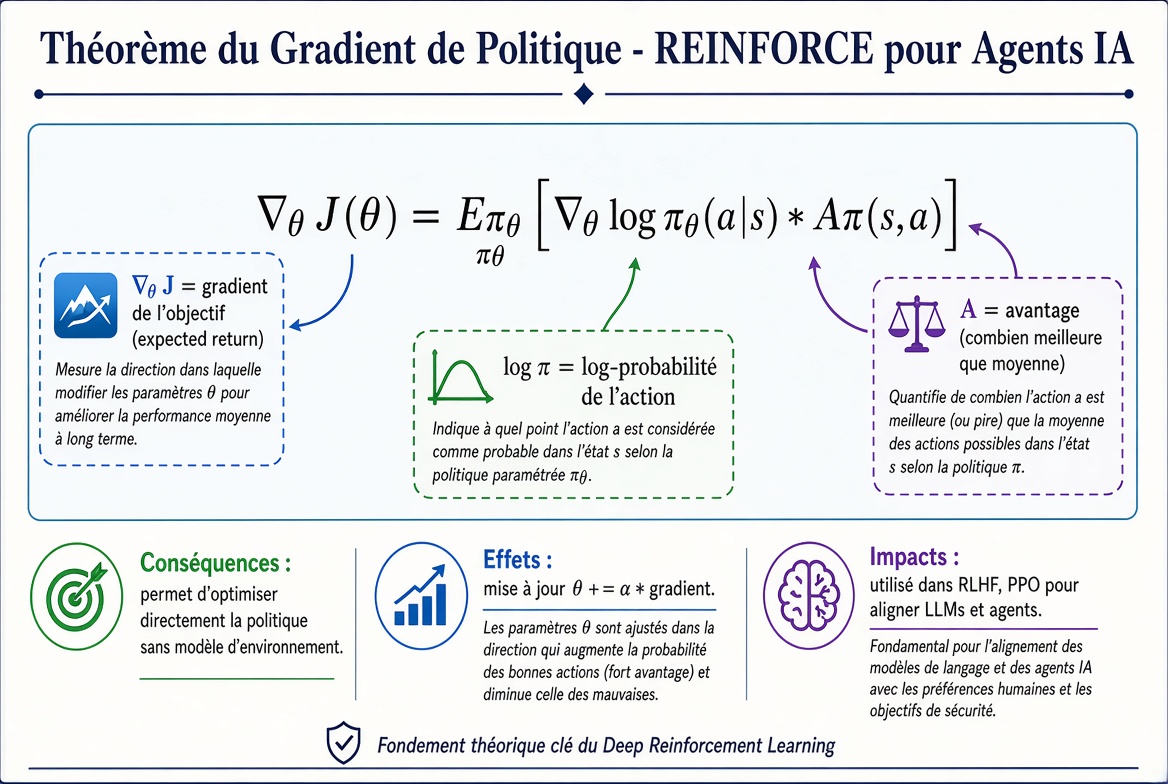 Théorème du Gradient de Politique - REINFORCE pour Agents IA
∇θ J(θ) = Eπθ [∇θ log πθ(a|s) * Aπ(s,a)]
πθ
∇θ J = gradient
de l’objectif
(expected return)
Mesure la direction dans laquelle
modifier les paramètres θ pour
améliorer la performance moyenne
à long terme.
log π = log-probabilité
de l’action
Indique à quel point l’action a est considérée
comme probable dans l’état s selon la
politique paramétrée πθ.
A = avantage
(combien meilleure
que moyenne)
Quantifie de combien l’action a est
meilleure (ou pire) que la moyenne
des actions possibles dans l’état
s selon la politique π.
Conséquences :
permet d’optimiser
directement la politique
sans modèle d’environnement.
Effets :
mise à jour θ += α * gradient.
Les paramètres θ sont ajustés dans la
direction qui augmente la probabilité
des bonnes actions (fort avantage) et
diminue celle des mauvaises.
Impacts :
utilisé dans RLHF, PPO pour
aligner LLMs et agents.
Fondamental pour l’alignement des
modèles de langage et des agents IA
avec les préférences humaines et les
objectifs de sécurité.
Fondement théorique clé du Deep Reinforcement Learning